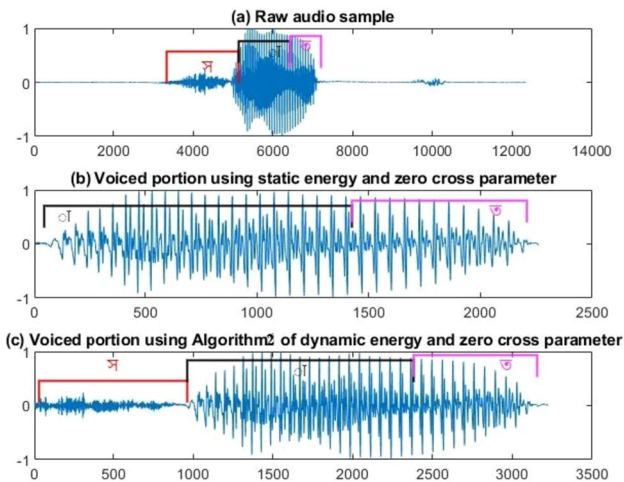 (a) Raw audio sample
1
0
-1
স
া
ত
0 2000 4000 6000 8000 10000 12000 14000
(b) Voiced portion using static energy and zero cross parameter
1
0
-1
া
ত
0 500 1000 1500 2000 2500
(c) Voiced portion using Algorithm2 of dynamic energy and zero cross parameter
1
0
-1
স
া
ত
0 500 1000 1500 2000 2500 3000 3500